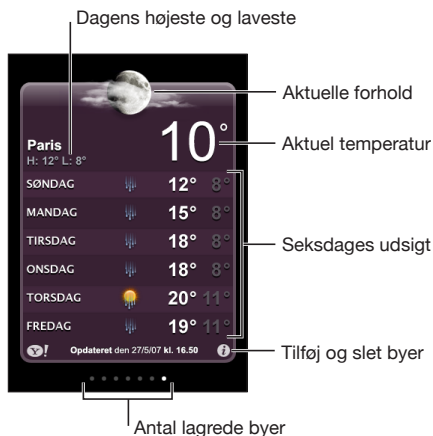 Dagens højeste og laveste
Aktuelle forhold
Paris
H: 12° L: 8°
10°
Aktuel temperatur
SØNDAG 12° 8°
MANDAG 15° 8°
TIRSDAG 18° 8°
ONSDAG 18° 8°
TORSDAG 20° 11°
FREDAG 19° 11°
Seksdages udsigt
Y! Opdateret den 27/5/07 kl. 16.50 i
Tilføj og slet byer
Antal lagrede byer